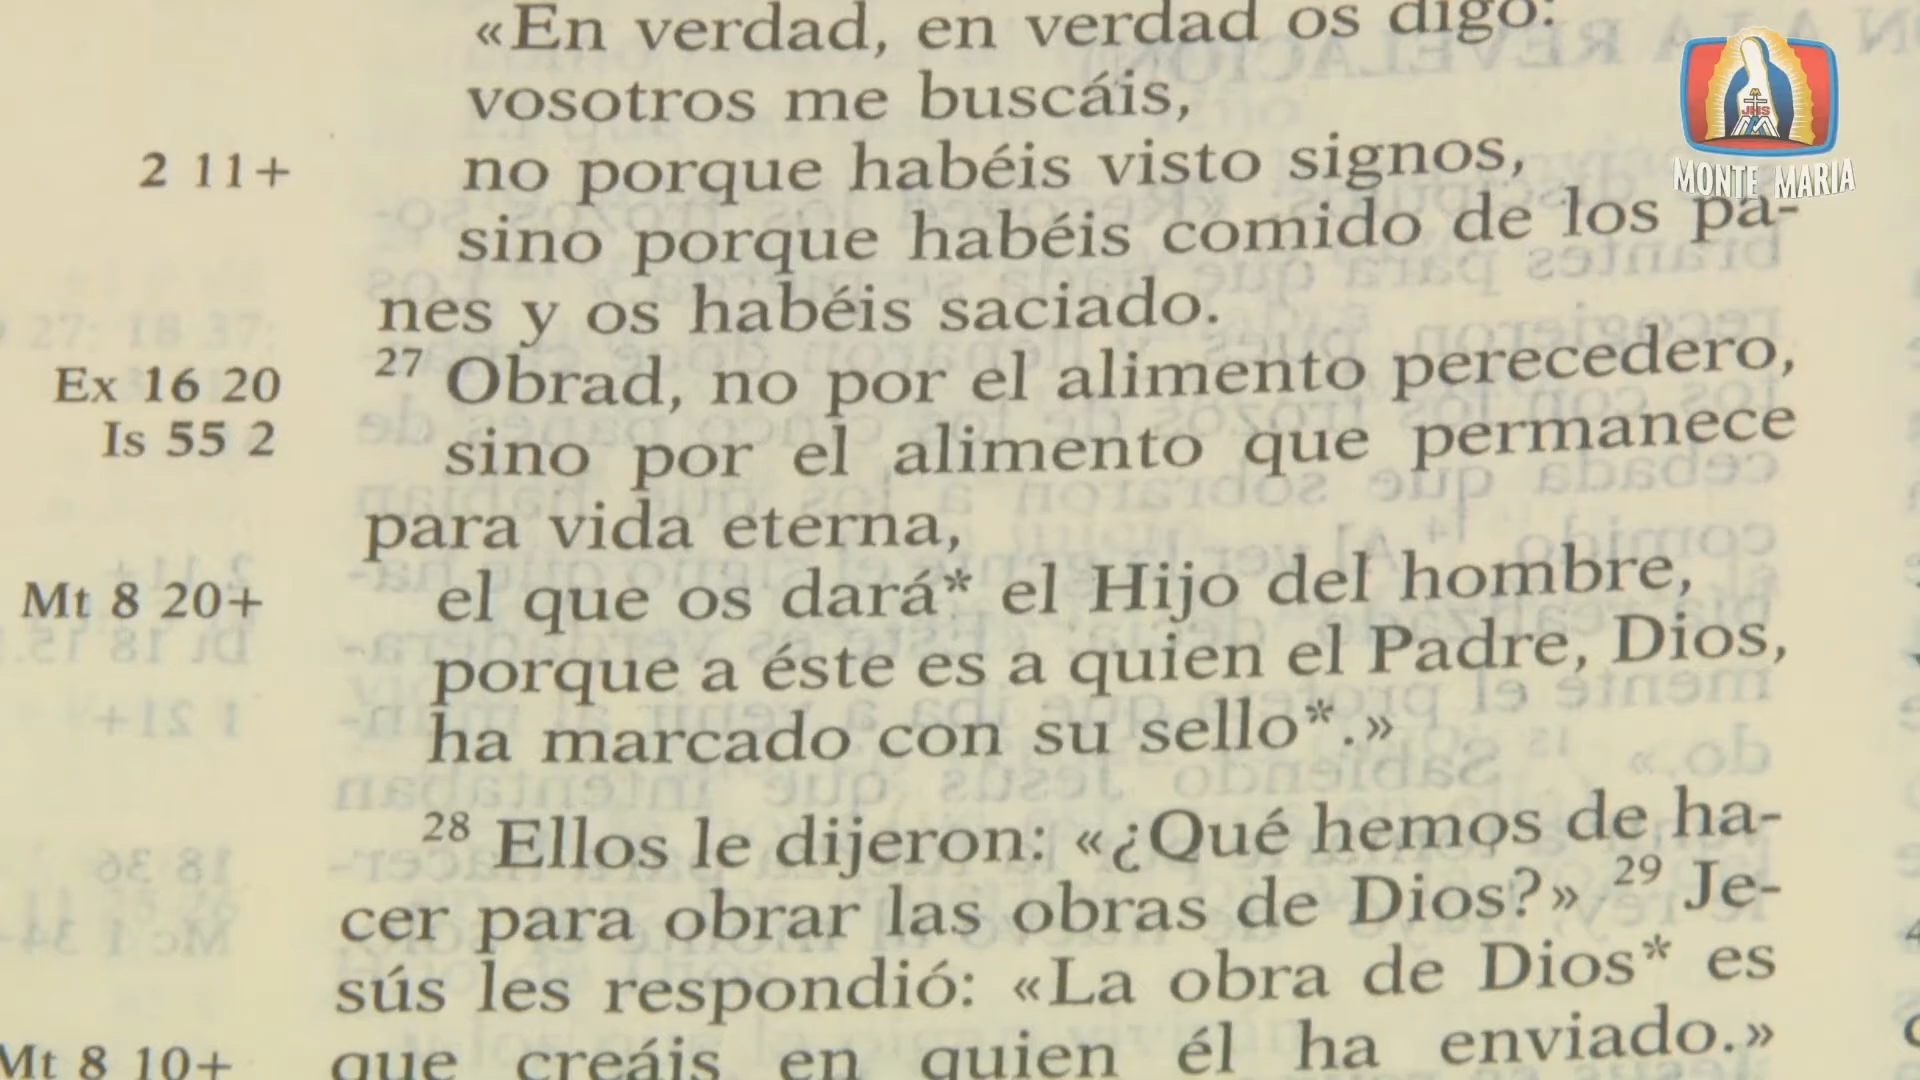 «En verdad, en verdad os digo:
vosotros me buscáis,
2 11+ no porque habéis visto signos,
sino porque habéis comido de los pa-
nes y os habéis saciado.
Ex 16 20 27 Obrad, no por el alimento perecedero,
Is 55 2 sino por el alimento que permanece
para vida eterna,
Mt 8 20+ el que os dará* el Hijo del hombre,
porque a éste es a quien el Padre, Dios,
ha marcado con su sello*.»
28 Ellos le dijeron: «¿Qué hemos de ha-
cer para obrar las obras de Dios?» 29 Je-
sús les respondió: «La obra de Dios* es
Mt 8 10+ que creáis en quien él ha enviado.»
JHS
MONTE MARIA